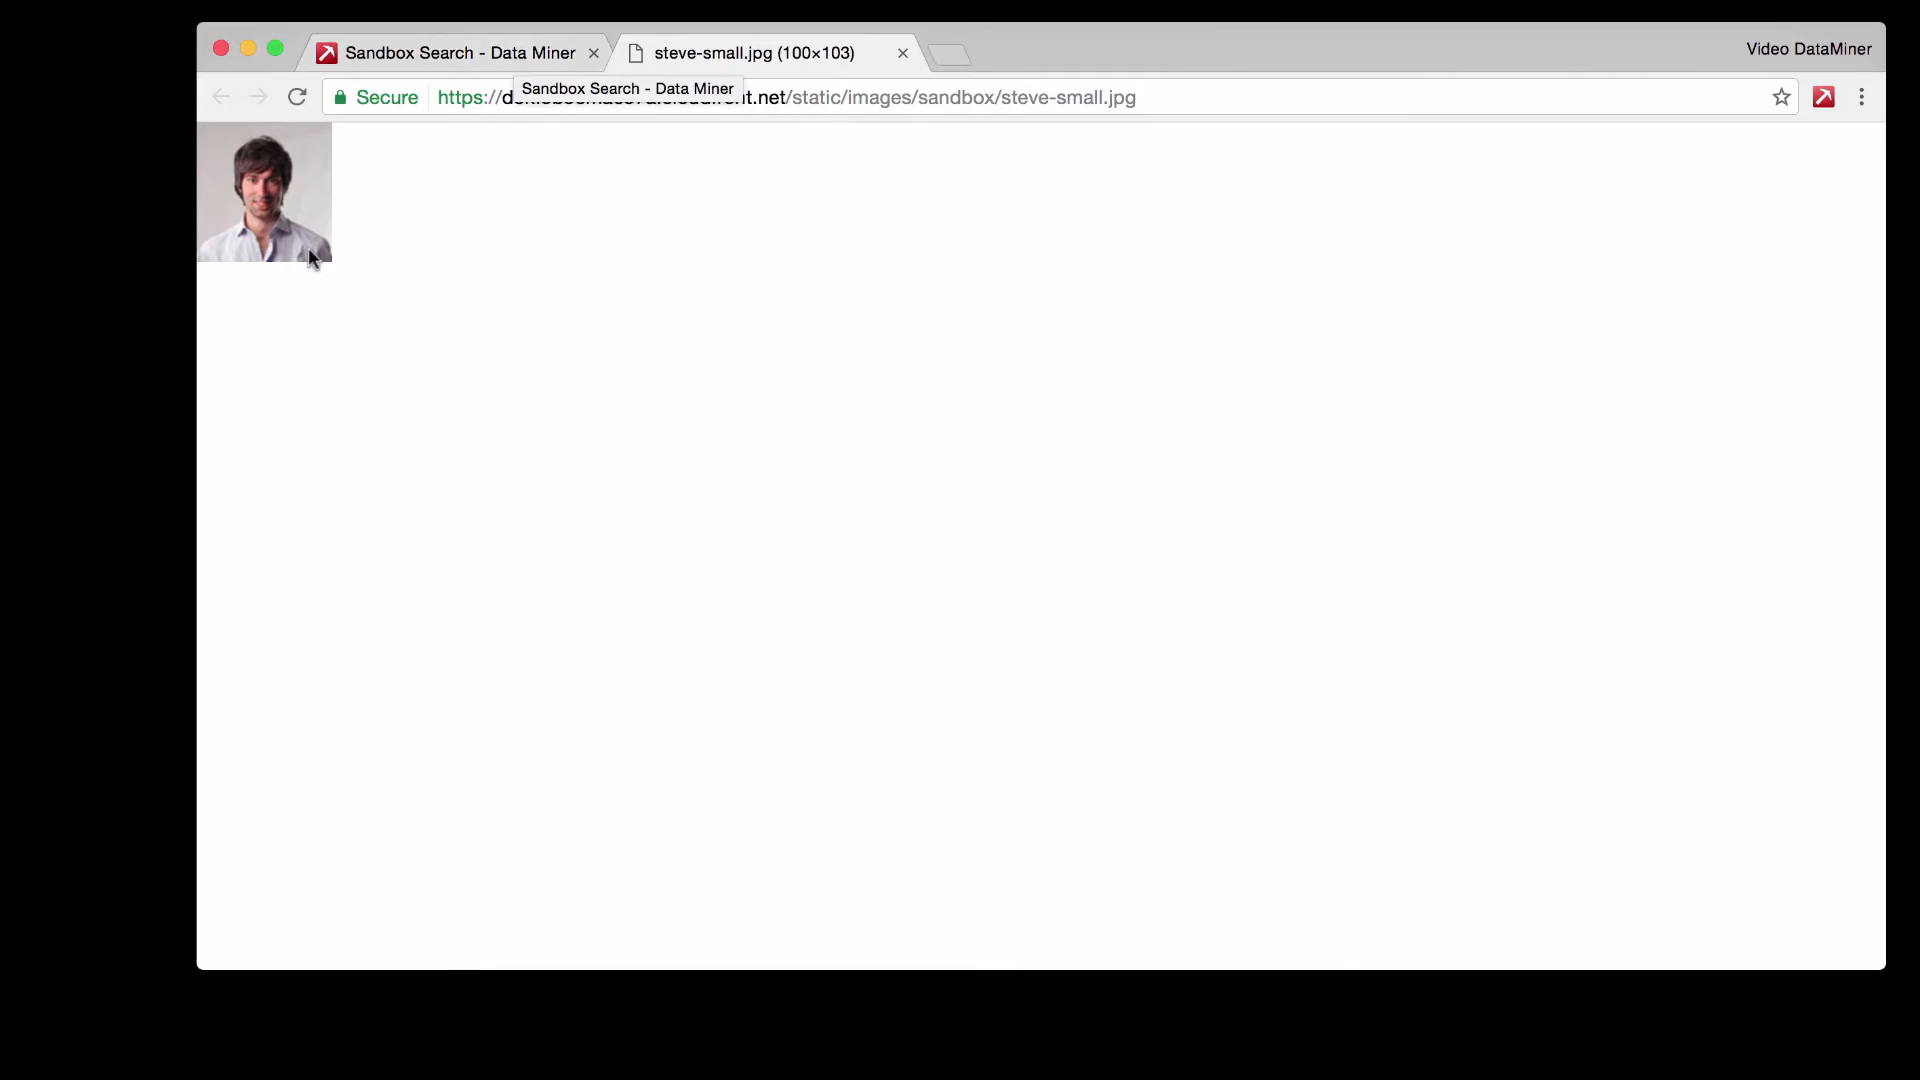 Sandbox Search - Data Miner
steve-small.jpg (100×103)
Video DataMiner
Sandbox Search - Data Miner
Secure
https://d
t.net/static/images/sandbox/steve-small.jpg